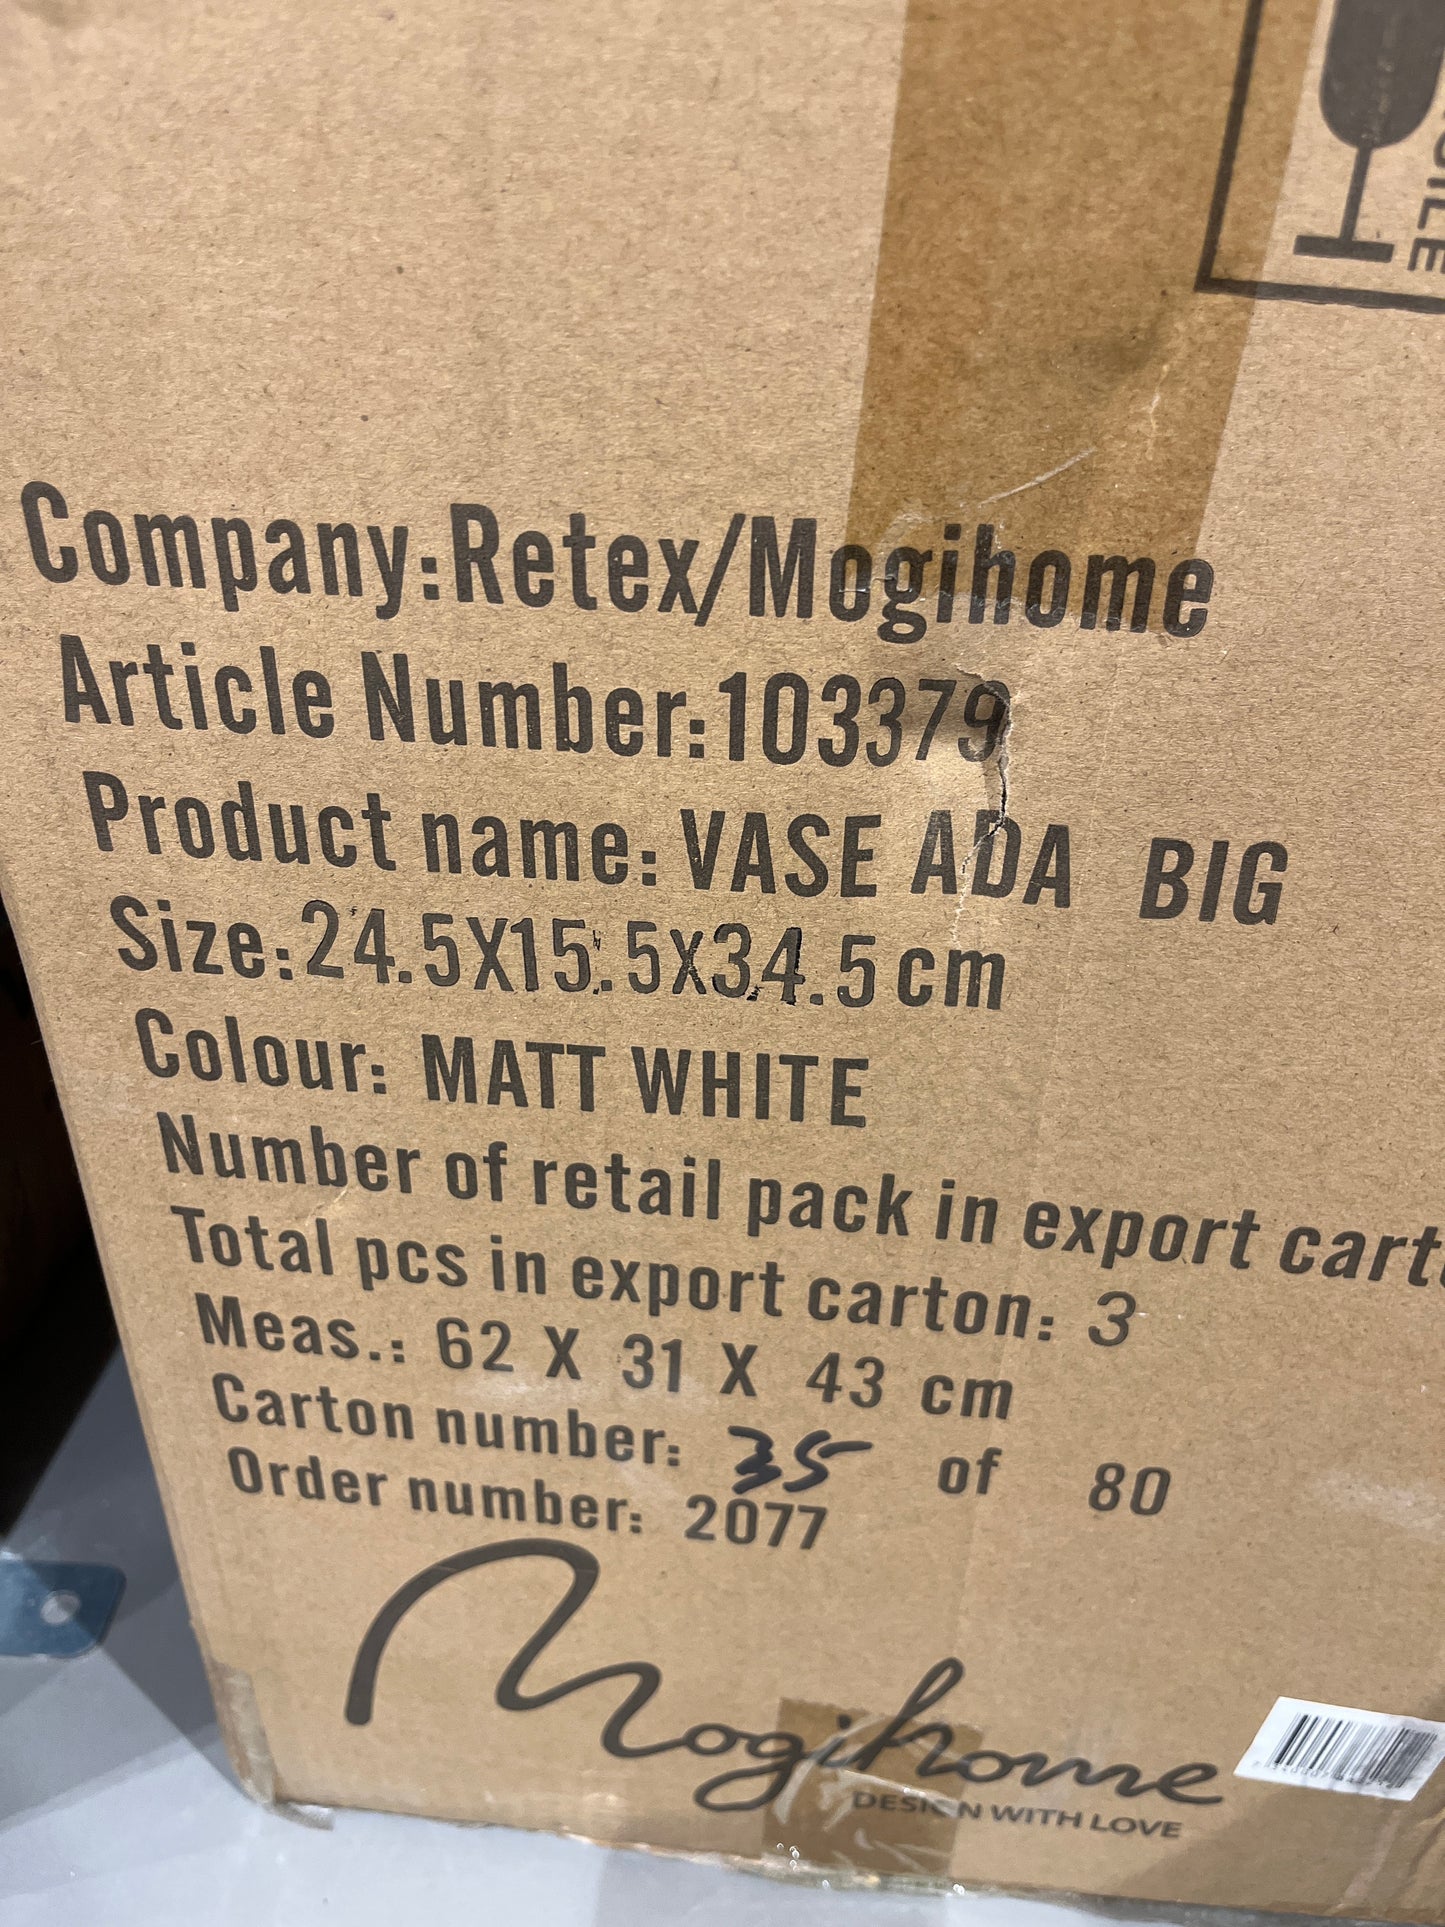 Company:Retex/Mogihome
Article Number:103379
Product name: VASE ADA BIG
Size:24.5X15.5x34.5cm
Colour: MATT WHITE
Number of retail pack in export
Total pcs in export carton: 3
Meas.: 62 X 31 X 43 cm
Carton number: 35 of 80
Order number: 2077
Mogihome
DESIGN WITH LOVE